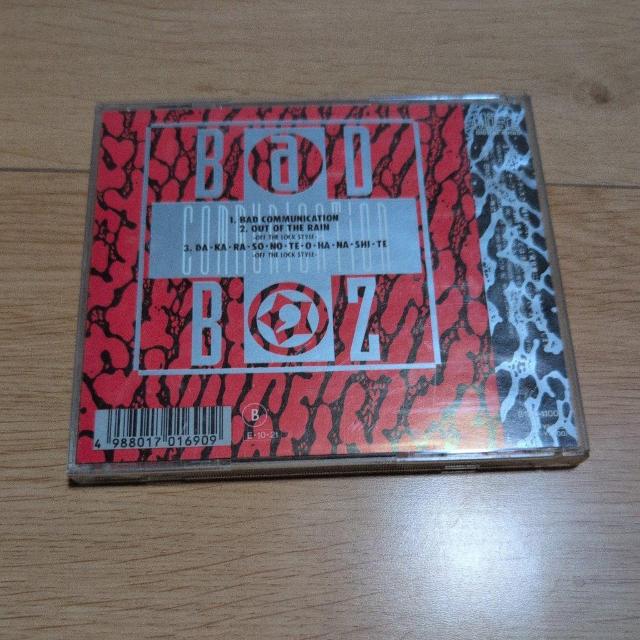 BaD
COMMUNICATION
1. BAD COMMUNICATION
2. OUT OF THE RAIN
-OFF THE LOCK STYLE-
3. DA·KA·RA·SO·NO·TE·O·HA·NA·SHI·TE
-OFF THE LOCK STYLE-
B Z
4 988017 016909
B
E·10·21